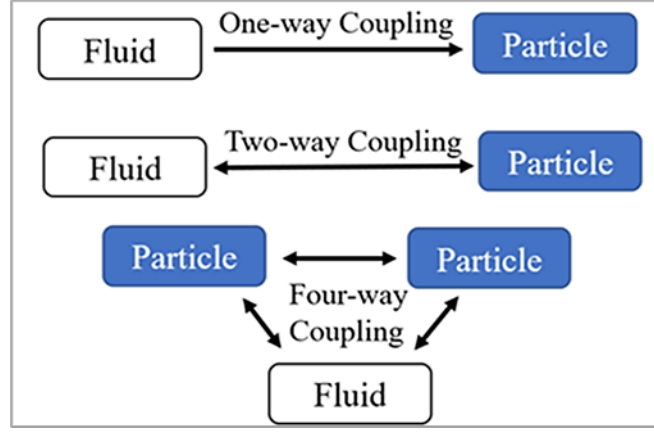 One-way Coupling
Fluid
Particle
Two-way Coupling
Fluid
Particle
Particle
Particle
Four-way
Coupling
Fluid